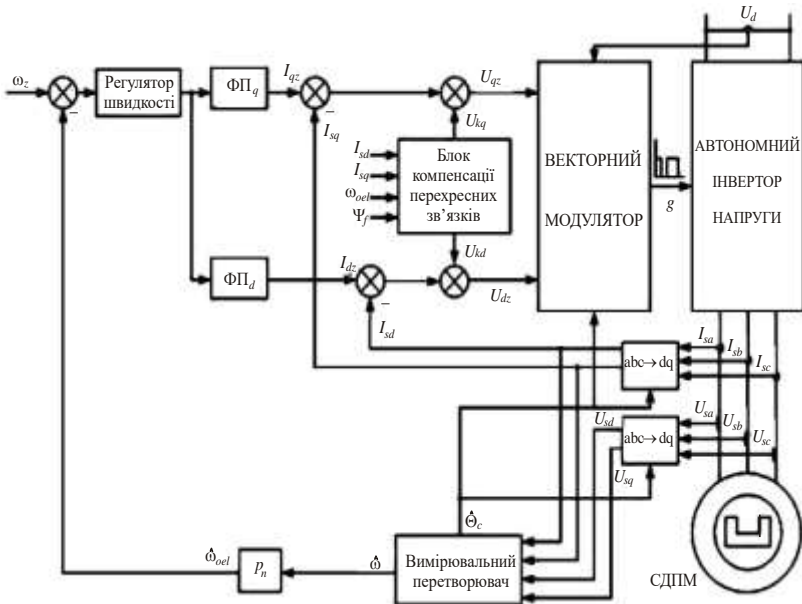 U_d
ω_z
Регулятор
швидкості
ФП_q
I_qz
I_sq
U_qz
U_kq
I_sd
I_sq
ω_oel
Ψ_f
Блок
компенсації
перехресних
зв’язків
ВЕКТОРНИЙ
МОДУЛЯТОР
g
АВТОНОМНИЙ
ІНВЕРТОР
НАПРУГИ
ФП_d
I_dz
I_sd
U_kd
U_dz
abc→dq
I_sa
I_sb
I_sc
abc→dq
U_sd
U_sq
U_sa
U_sb
U_sc
Θ̂_c
ω̂_oel
p_n
ω̂
Вимірювальний
перетворювач
СДПМ